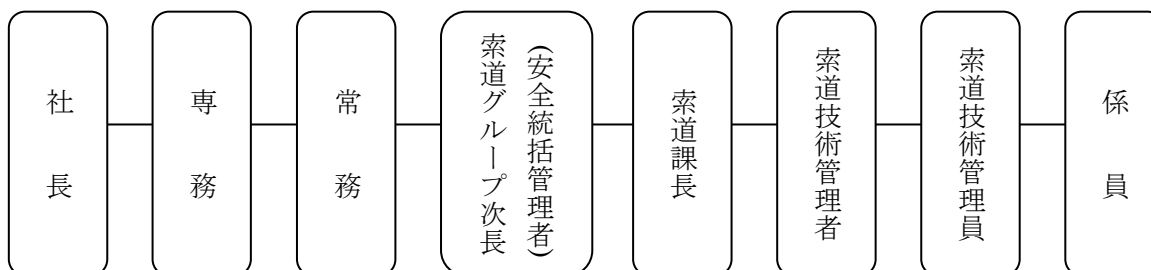 社長
専務
常務
(安全統括管理者)
索道グループ次長
索道課長
索道技術管理者
索道技術管理員
係員